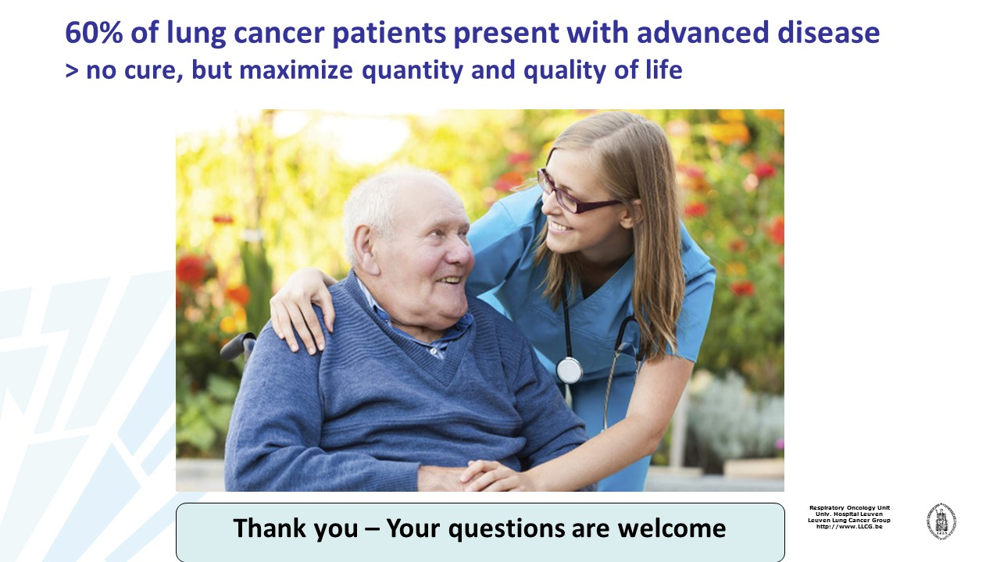 60% of lung cancer patients present with advanced disease
> no cure, but maximize quantity and quality of life
Thank you – Your questions are welcome
Respiratory Oncology Unit
Univ. Hospital Leuven
Leuven Lung Cancer Group
http://www.LLCG.be
1425